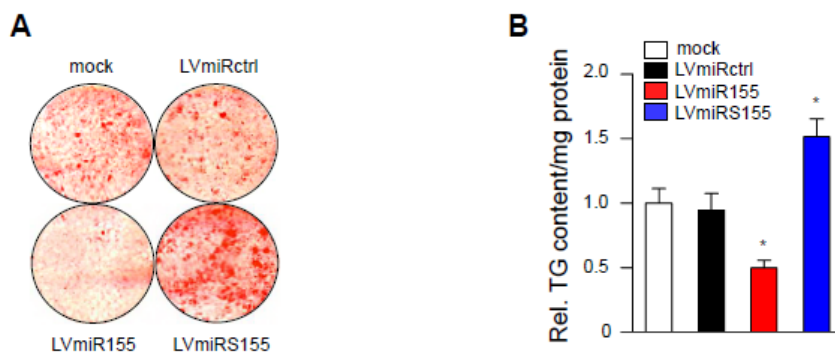 A
mock LVmiRctrl
LVmiR155 LVmiRS155
B
mock
LVmiRctrl
LVmiR155
LVmiRS155
Rel. TG content/mg protein
2.0
1.5
1.0
0.5
0
*
*